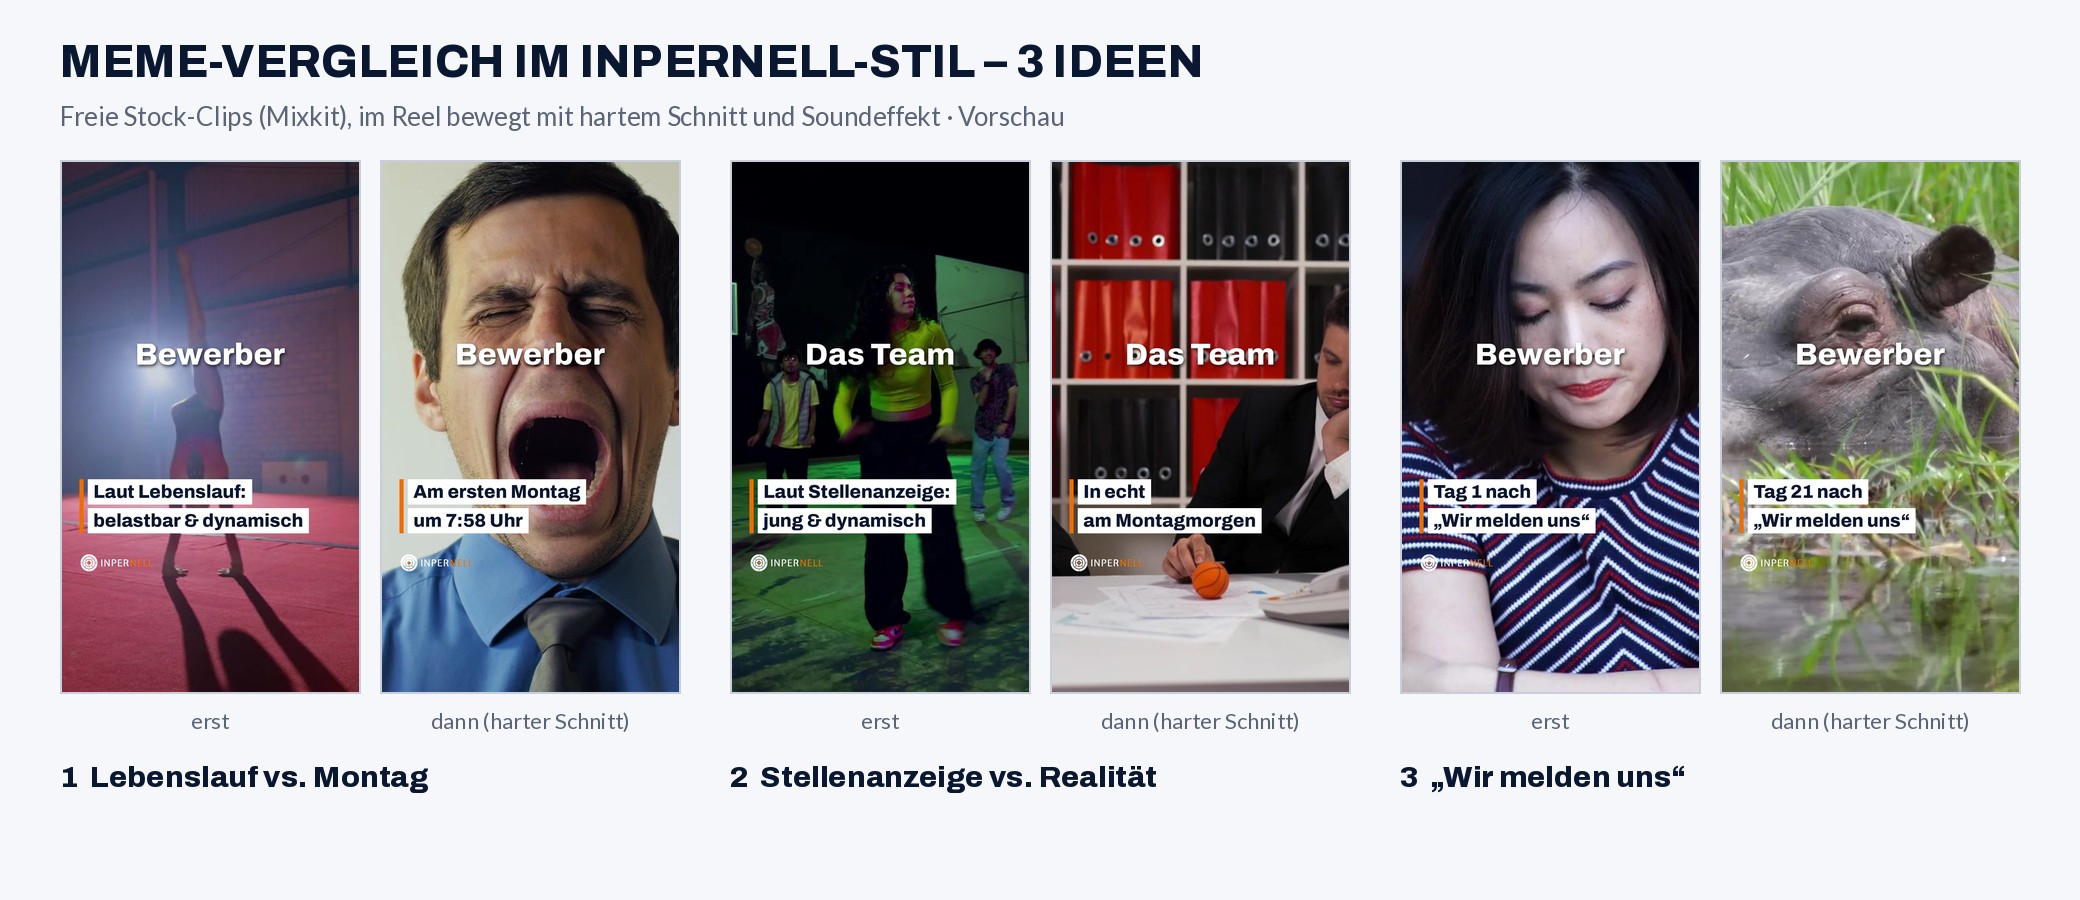 MEME-VERGLEICH IM INPERNELL-STIL – 3 IDEEN
Freie Stock-Clips (Mixkit), im Reel bewegt mit hartem Schnitt und Soundeffekt · Vorschau
Bewerber
Laut Lebenslauf:
belastbar & dynamisch
INPERNELL
erst
Bewerber
Am ersten Montag
um 7:58 Uhr
INPERNELL
dann (harter Schnitt)
1 Lebenslauf vs. Montag
Das Team
Laut Stellenanzeige:
jung & dynamisch
INPERNELL
erst
Das Team
In echt
am Montagmorgen
INPERNELL
dann (harter Schnitt)
2 Stellenanzeige vs. Realität
Bewerber
Tag 1 nach
„Wir melden uns“
INPERNELL
erst
Bewerber
Tag 21 nach
„Wir melden uns“
INPERNELL
dann (harter Schnitt)
3 „Wir melden uns“